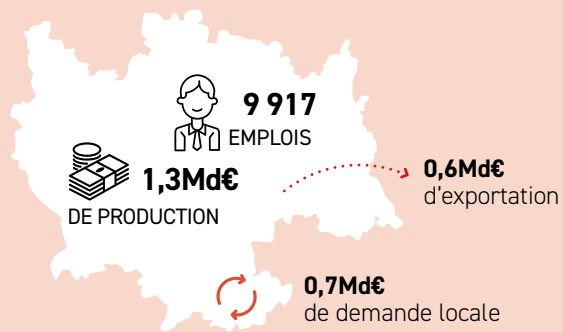 9 917
EMPLOIS
1,3Md€
DE PRODUCTION
0,6Md€
d'exportation
0,7Md€
de demande locale